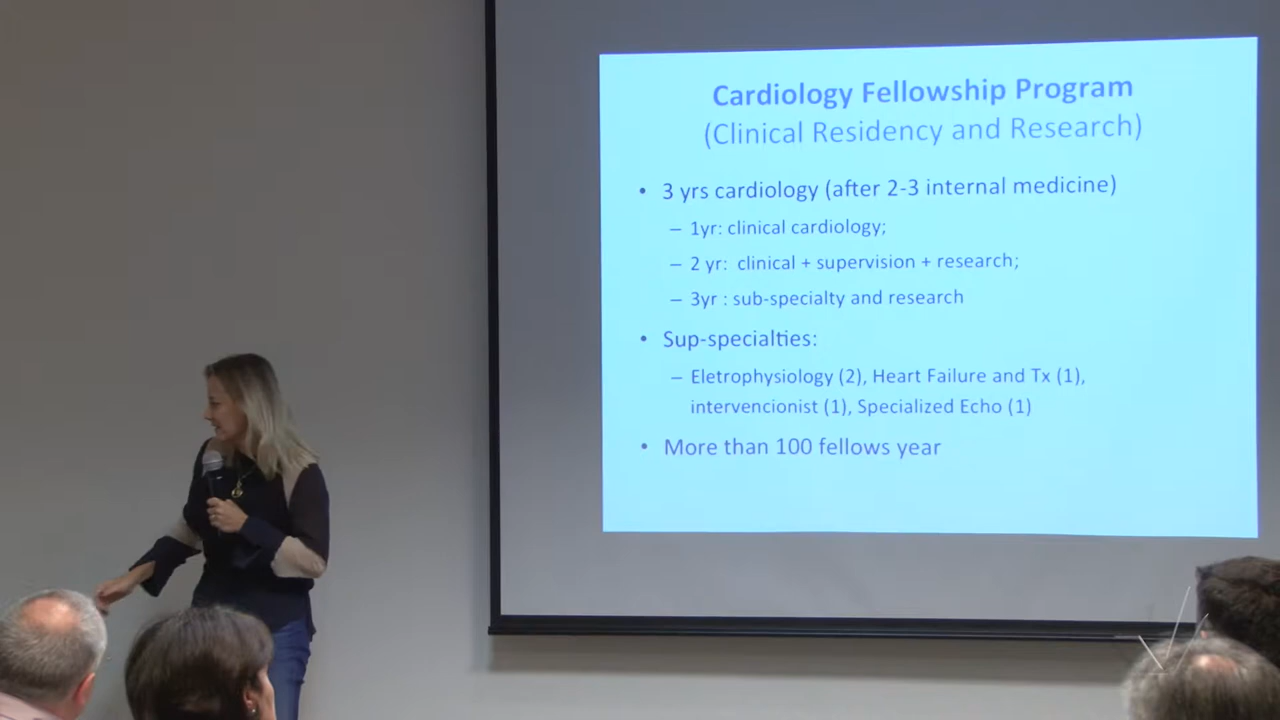 Cardiology Fellowship Program
(Clinical Residency and Research)
• 3 yrs cardiology (after 2-3 internal medicine)
– 1yr: clinical cardiology;
– 2 yr: clinical + supervision + research;
– 3yr : sub-specialty and research
• Sup-specialties:
– Eletrophysiology (2), Heart Failure and Tx (1),
intervencionist (1), Specialized Echo (1)
• More than 100 fellows year